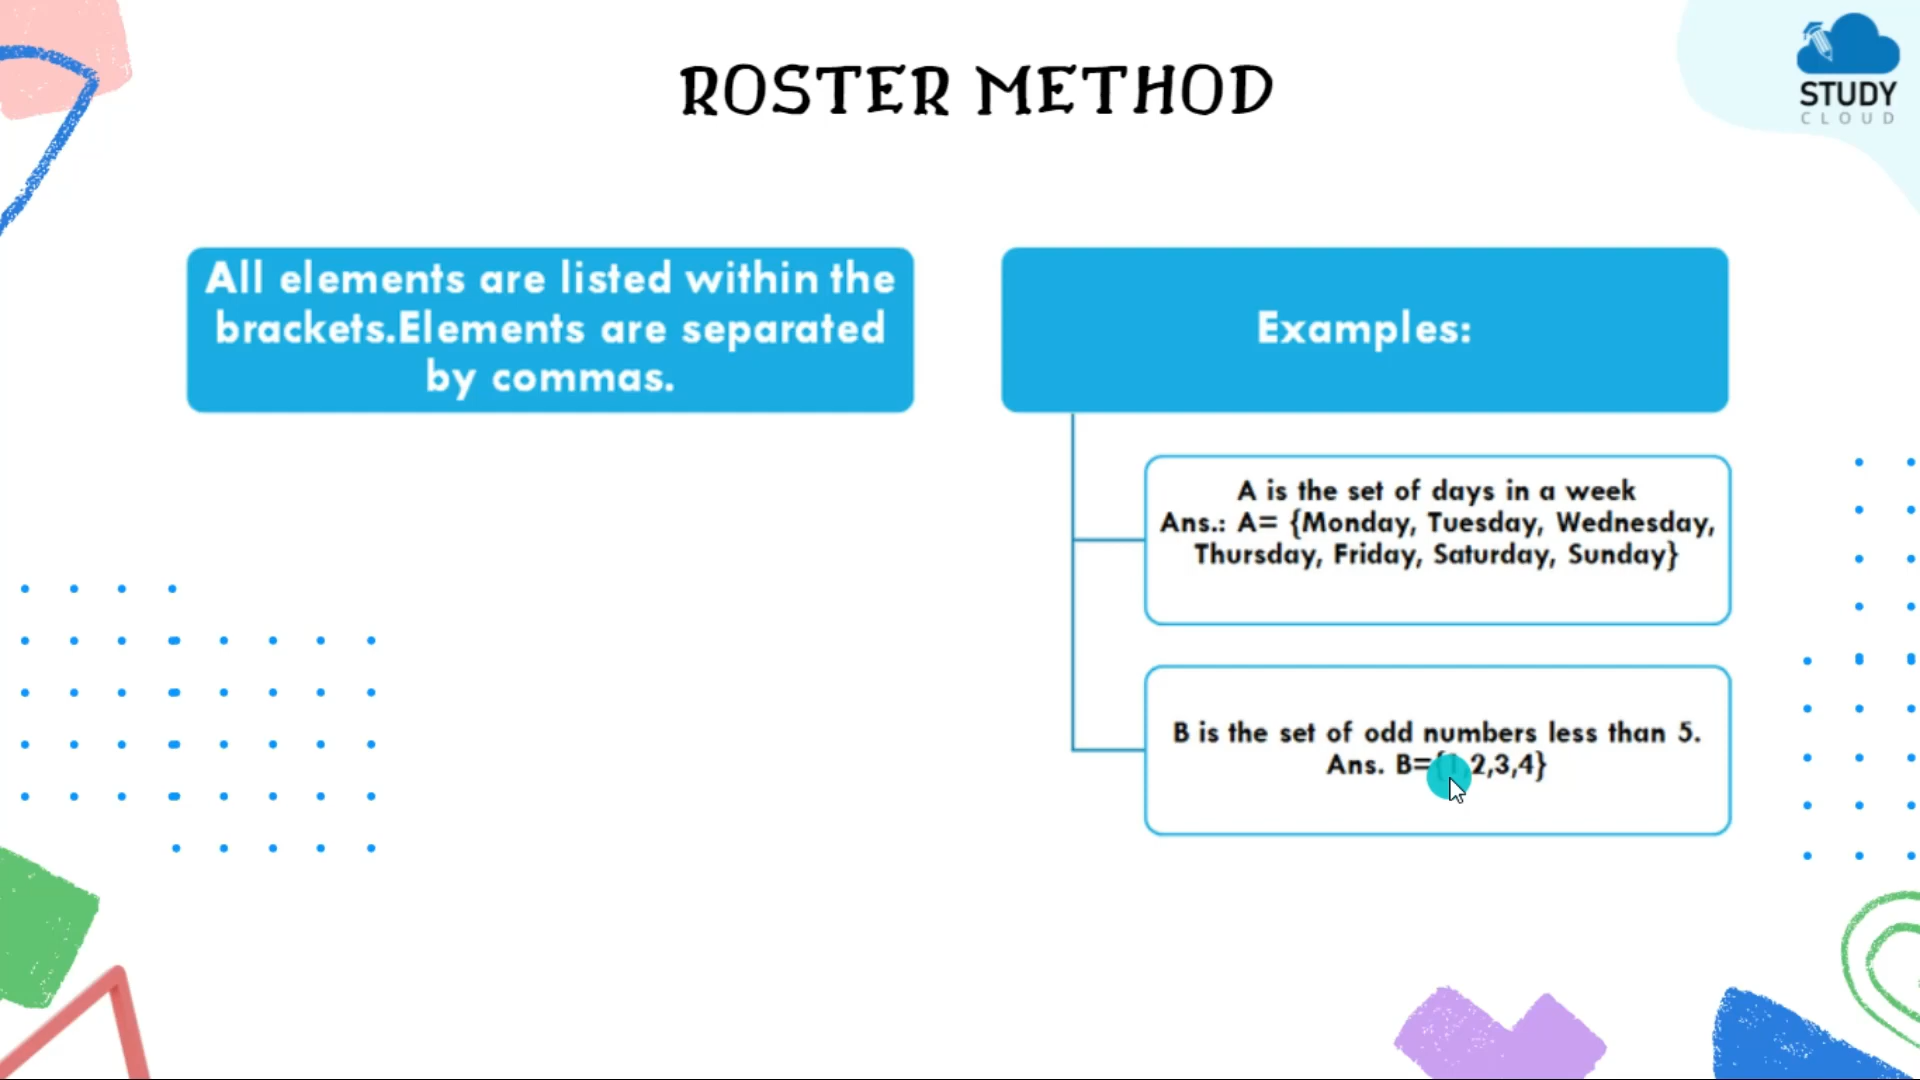 ROSTER METHOD
STUDY
CLOUD
All elements are listed within the
brackets.Elements are separated
by commas.
Examples:
A is the set of days in a week
Ans.: A= {Monday, Tuesday, Wednesday,
Thursday, Friday, Saturday, Sunday}
B is the set of odd numbers less than 5.
Ans. B={1,2,3,4}